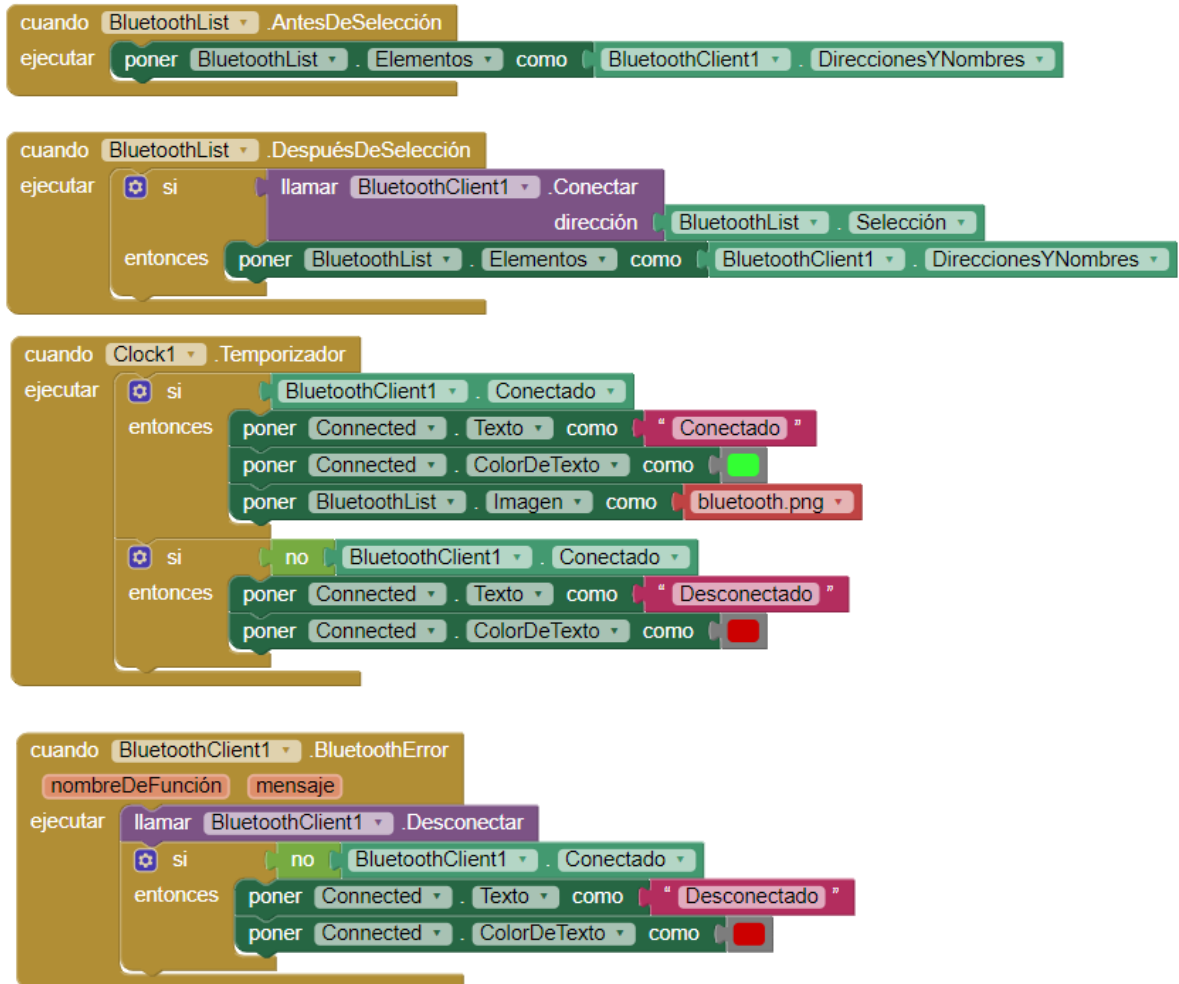 cuando BluetoothList .AntesDeSelección
ejecutar poner BluetoothList . Elementos como BluetoothClient1 . DireccionesYNombres
cuando BluetoothList .DespuésDeSelección
ejecutar si llamar BluetoothClient1 .Conectar
dirección BluetoothList . Selección
entonces poner BluetoothList . Elementos como BluetoothClient1 . DireccionesYNombres
cuando Clock1 .Temporizador
ejecutar si BluetoothClient1 . Conectado
entonces poner Connected . Texto como “ Conectado ”
poner Connected . ColorDeTexto como
poner BluetoothList . Imagen como bluetooth.png
si no BluetoothClient1 . Conectado
entonces poner Connected . Texto como “ Desconectado ”
poner Connected . ColorDeTexto como
cuando BluetoothClient1 .BluetoothError
nombreDeFunción mensaje
ejecutar llamar BluetoothClient1 .Desconectar
si no BluetoothClient1 . Conectado
entonces poner Connected . Texto como “ Desconectado ”
poner Connected . ColorDeTexto como